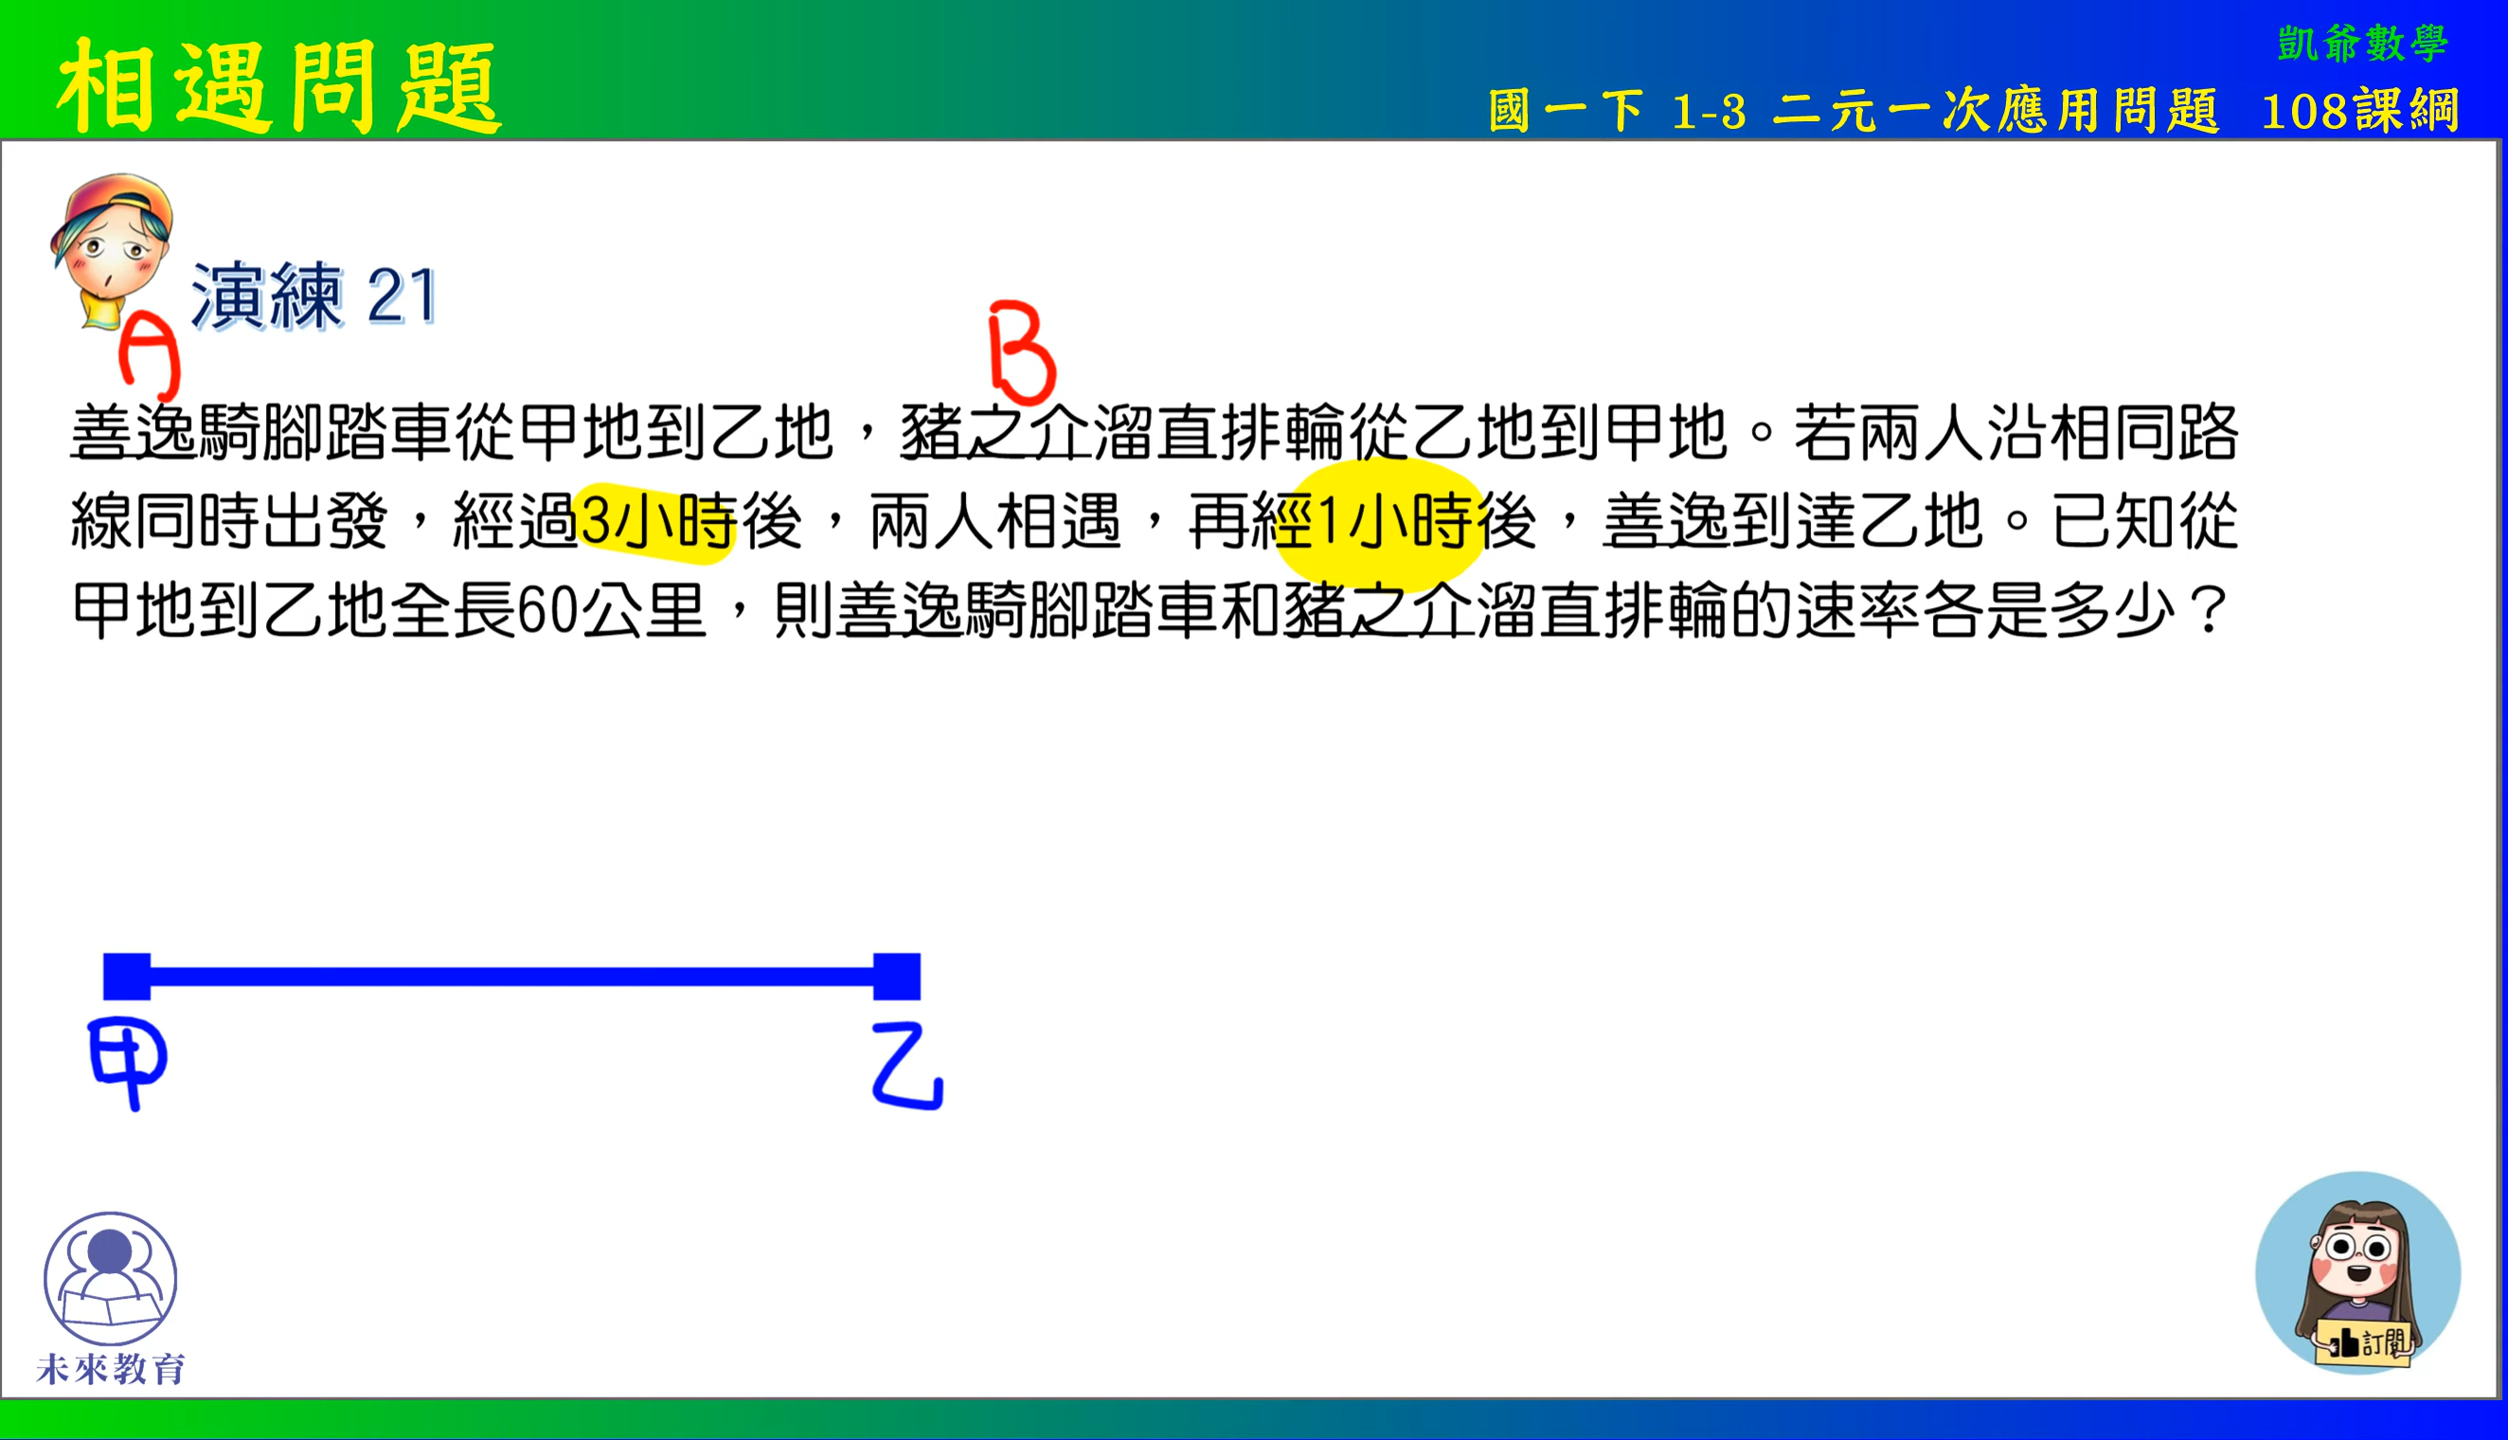 相遇問題
凱爺數學
國一下 1-3 二元一次應用問題 108課綱
演練 21
A
B
善逸騎腳踏車從甲地到乙地，豬之介溜直排輪從乙地到甲地。若兩人沿相同路
線同時出發，經過3小時後，兩人相遇，再經1小時後，善逸到達乙地。已知從
甲地到乙地全長60公里，則善逸騎腳踏車和豬之介溜直排輪的速率各是多少？
甲
乙
訂閱
未來教育